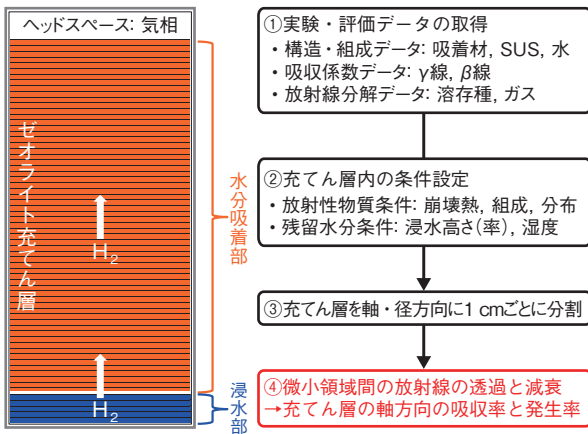 ヘッドスペース: 気相
ゼオライト充てん層
H2
H2
水分吸着部
浸水部
①実験・評価データの取得
・構造・組成データ: 吸着材, SUS, 水
・吸収係数データ: γ線, β線
・放射線分解データ: 溶存種, ガス
②充てん層内の条件設定
・放射性物質条件: 崩壊熱, 組成, 分布
・残留水分条件: 浸水高さ(率), 湿度
③充てん層を軸・径方向に1 cmごとに分割
④微小領域間の放射線の透過と減衰
→充てん層の軸方向の吸収率と発生率